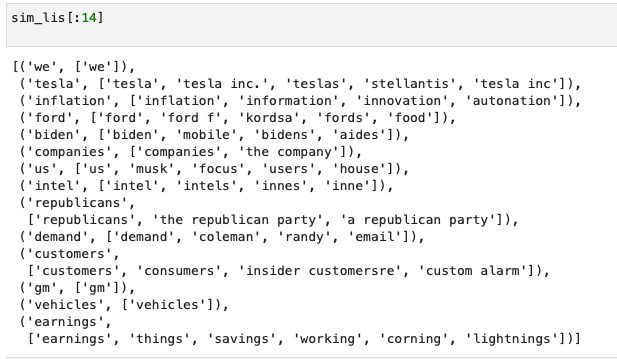 sim_lis[:14]
[('we', ['we']),
('tesla', ['tesla', 'tesla inc.', 'teslas', 'stellantis', 'tesla inc']),
('inflation', ['inflation', 'information', 'innovation', 'autonation']),
('ford', ['ford', 'ford f', 'kordsa', 'fords', 'food']),
('biden', ['biden', 'mobile', 'bidens', 'aides']),
('companies', ['companies', 'the company']),
('us', ['us', 'musk', 'focus', 'users', 'house']),
('intel', ['intel', 'intels', 'innes', 'inne']),
('republicans',
['republicans', 'the republican party', 'a republican party']),
('demand', ['demand', 'coleman', 'randy', 'email']),
('customers',
['customers', 'consumers', 'insider customersre', 'custom alarm']),
('gm', ['gm']),
('vehicles', ['vehicles']),
('earnings',
['earnings', 'things', 'savings', 'working', 'corning', 'lightnings'])]